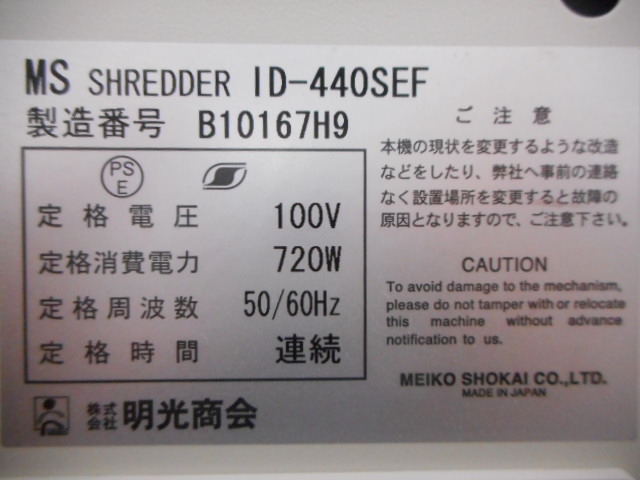 MS SHREDDER ID-440SEF
製造番号 B10167H9
PS
E
定格電圧 100V
定格消費電力 720W
定格周波数 50/60Hz
定格時間 連続
株式
会社 明光商会
ご注意
本機の現状を変更するような改造
などをしたり、弊社へ事前の連絡
なく設置場所を変更すると故障の
原因となりますので、ご注意下さい。
CAUTION
To avoid damage to the mechanism,
please do not tamper with or relocate
this machine without advance
notification to us.
MEIKO SHOKAI CO.,LTD.
MADE IN JAPAN